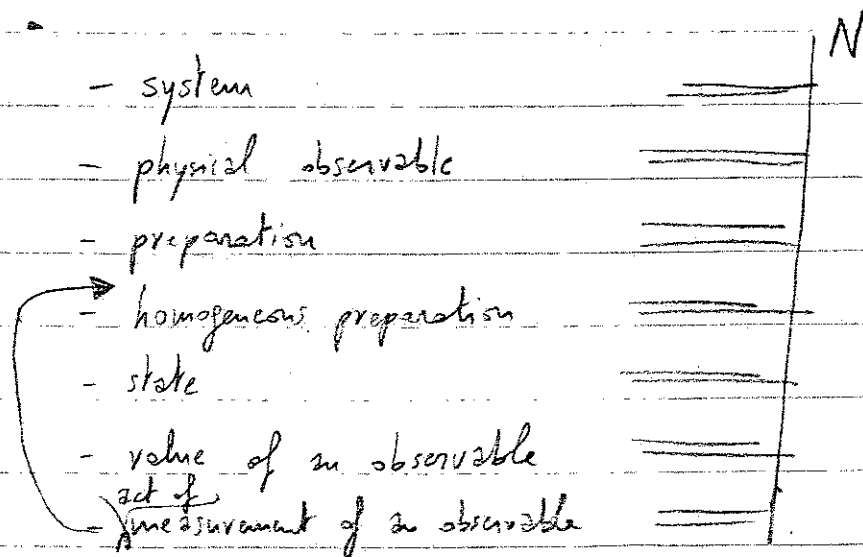 N
- system
- physical observable
- preparation
- homogeneous preparation
- state
- value of an observable
act of
- measurement of an observable